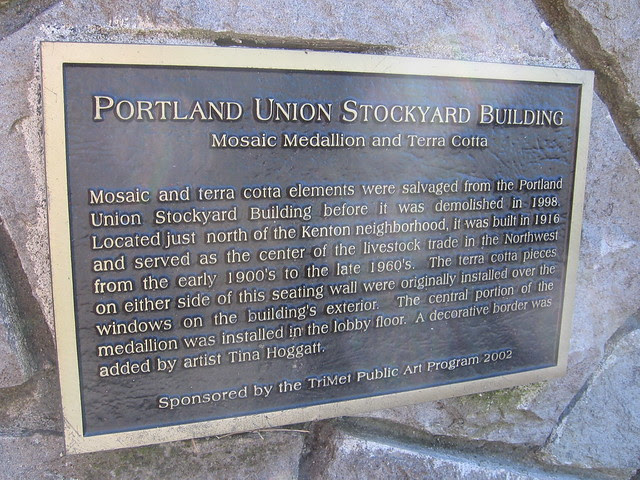 PORTLAND UNION STOCKYARD BUILDING
Mosaic Medallion and Terra Cotta
Mosaic and terra cotta elements were salvaged from the Portland
Union Stockyard Building before it was demolished in 1998.
Located just north of the Kenton neighborhood, it was built in 1916
and served as the center of the livestock trade in the Northwest
from the early 1900's to the late 1960's. The terra cotta pieces
on either side of this seating wall were originally installed over the
windows on the building's exterior. The central portion of the
medallion was installed in the lobby floor. A decorative border was
added by artist Tina Hoggatt.
Sponsored by the TriMet Public Art Program 2002